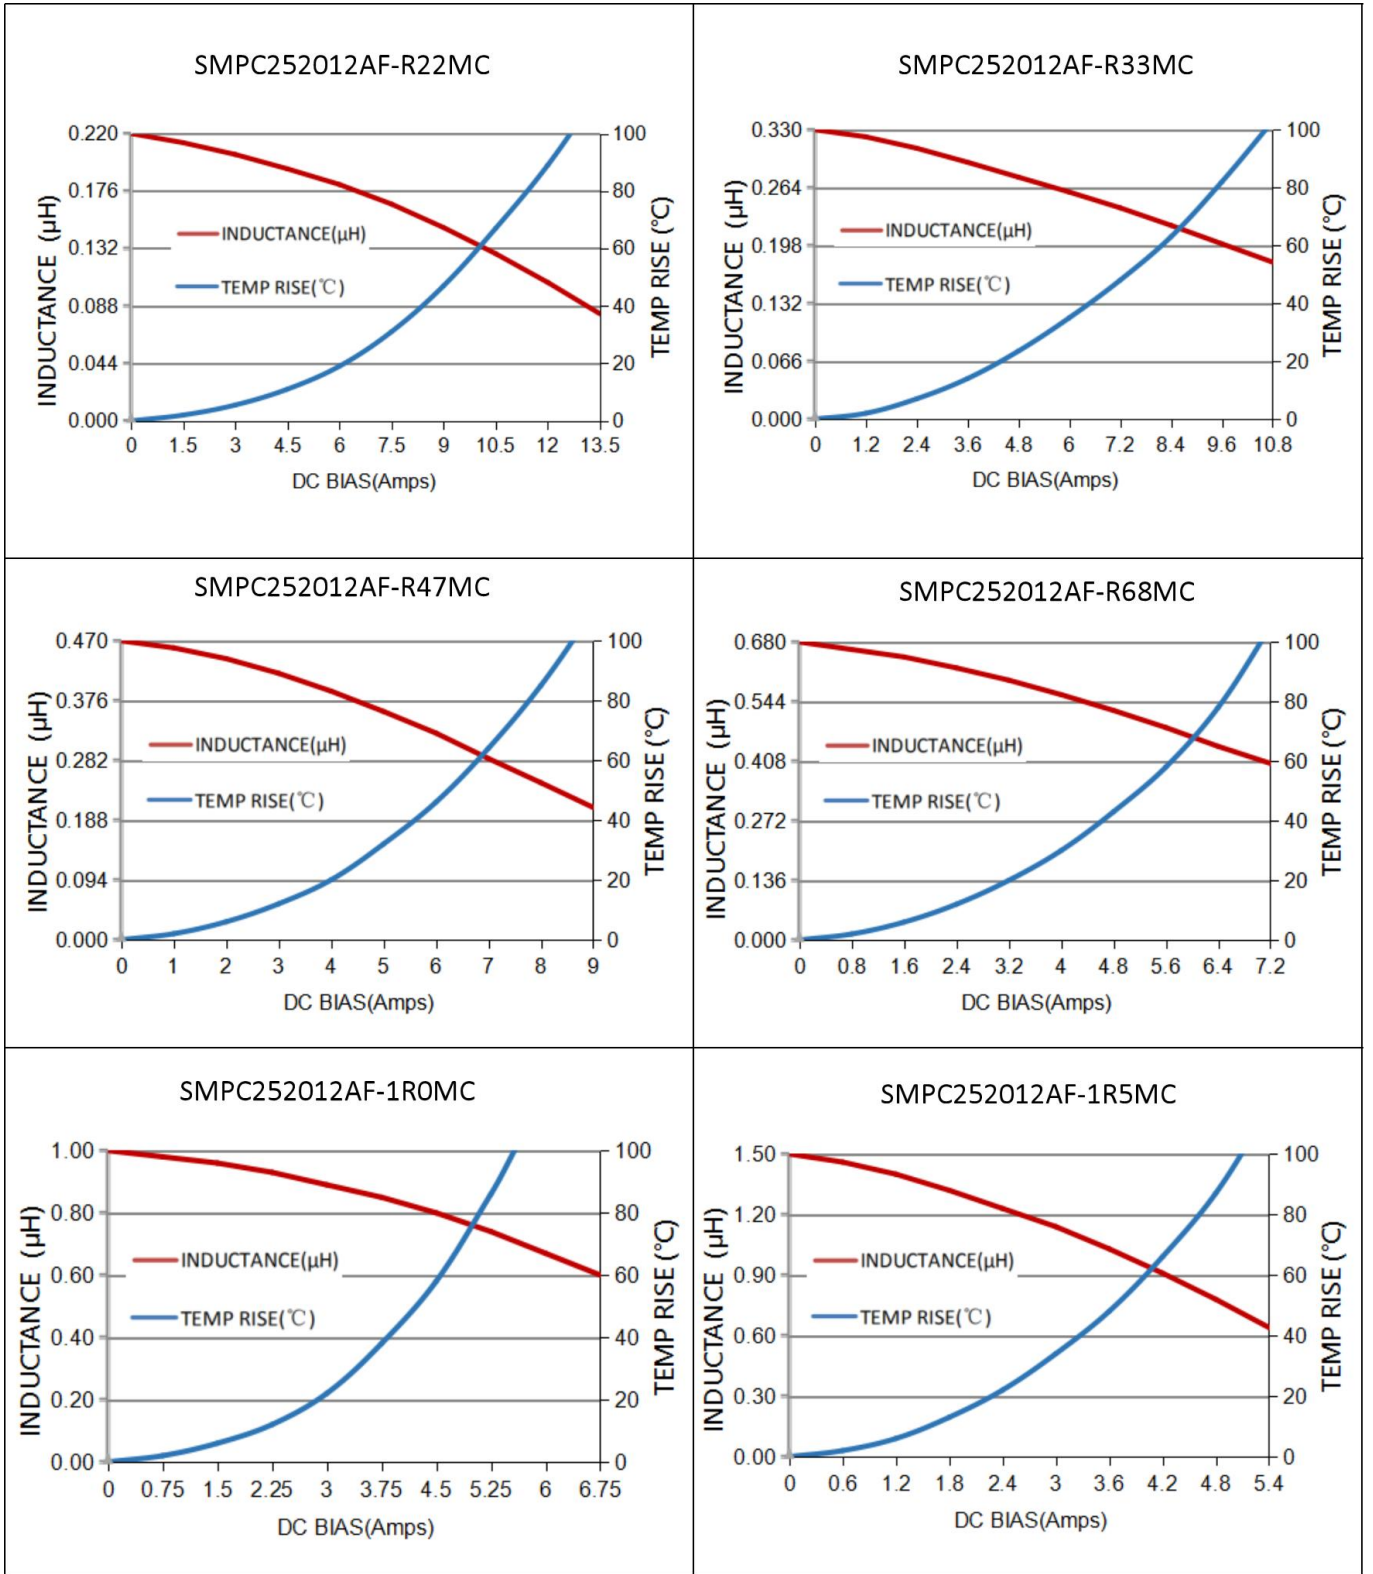 SMPC252012AF-R22MC
0.220
0.176
0.132
0.088
0.044
0.000
INDUCTANCE (μH)
INDUCTANCE(μH)
TEMP RISE(℃)
100
80
60
40
20
0
TEMP RISE (℃)
0 1.5 3 4.5 6 7.5 9 10.5 12 13.5
DC BIAS(Amps)
SMPC252012AF-R33MC
0.330
0.264
0.198
0.132
0.066
0.000
INDUCTANCE (μH)
INDUCTANCE(μH)
TEMP RISE(℃)
100
80
60
40
20
0
TEMP RISE (℃)
0 1.2 2.4 3.6 4.8 6 7.2 8.4 9.6 10.8
DC BIAS(Amps)
SMPC252012AF-R47MC
0.470
0.376
0.282
0.188
0.094
0.000
INDUCTANCE (μH)
INDUCTANCE(μH)
TEMP RISE(℃)
100
80
60
40
20
0
TEMP RISE (℃)
0 1 2 3 4 5 6 7 8 9
DC BIAS(Amps)
SMPC252012AF-R68MC
0.680
0.544
0.408
0.272
0.136
0.000
INDUCTANCE (μH)
INDUCTANCE(μH)
TEMP RISE(℃)
100
80
60
40
20
0
TEMP RISE (℃)
0 0.8 1.6 2.4 3.2 4 4.8 5.6 6.4 7.2
DC BIAS(Amps)
SMPC252012AF-1R0MC
1.00
0.80
0.60
0.40
0.20
0.00
INDUCTANCE (μH)
INDUCTANCE(μH)
TEMP RISE(℃)
100
80
60
40
20
0
TEMP RISE (℃)
0 0.75 1.5 2.25 3 3.75 4.5 5.25 6 6.75
DC BIAS(Amps)
SMPC252012AF-1R5MC
1.50
1.20
0.90
0.60
0.30
0.00
INDUCTANCE (μH)
INDUCTANCE(μH)
TEMP RISE(℃)
100
80
60
40
20
0
TEMP RISE (℃)
0 0.6 1.2 1.8 2.4 3 3.6 4.2 4.8 5.4
DC BIAS(Amps)